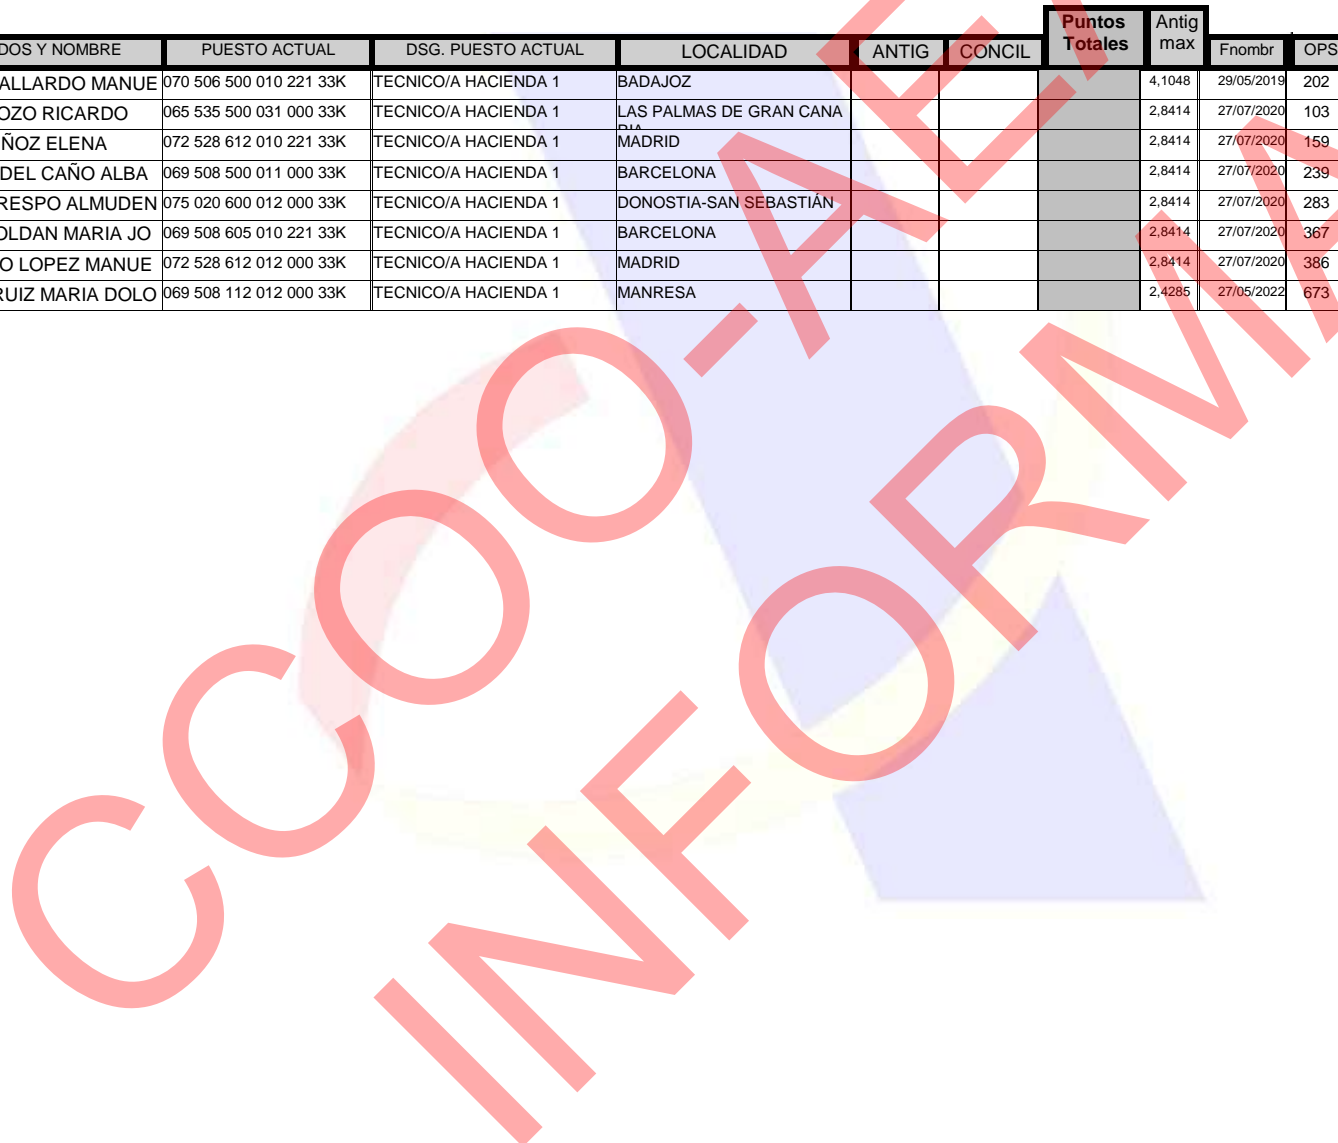 Puntos Totales Antig max
DOS Y NOMBRE PUESTO ACTUAL DSG. PUESTO ACTUAL LOCALIDAD ANTIG CONCIL Fnombr OPS
ALLARDO MANUE 070 506 500 010 221 33K TECNICO/A HACIENDA 1 BADAJOZ 4,1048 29/05/2019 202
OZO RICARDO 065 535 500 031 000 33K TECNICO/A HACIENDA 1 LAS PALMAS DE GRAN CANA 2,8414 27/07/2020 103
RIA
ÑOZ ELENA 072 528 612 010 221 33K TECNICO/A HACIENDA 1 MADRID 2,8414 27/07/2020 159
DEL CAÑO ALBA 069 508 500 011 000 33K TECNICO/A HACIENDA 1 BARCELONA 2,8414 27/07/2020 239
RESPO ALMUDEN 075 020 600 012 000 33K TECNICO/A HACIENDA 1 DONOSTIA-SAN SEBASTIÁN 2,8414 27/07/2020 283
OLDAN MARIA JO 069 508 605 010 221 33K TECNICO/A HACIENDA 1 BARCELONA 2,8414 27/07/2020 367
O LOPEZ MANUE 072 528 612 012 000 33K TECNICO/A HACIENDA 1 MADRID 2,8414 27/07/2020 386
RUIZ MARIA DOLO 069 508 112 012 000 33K TECNICO/A HACIENDA 1 MANRESA 2,4285 27/05/2022 673
CCOO-AEA
INFORMA